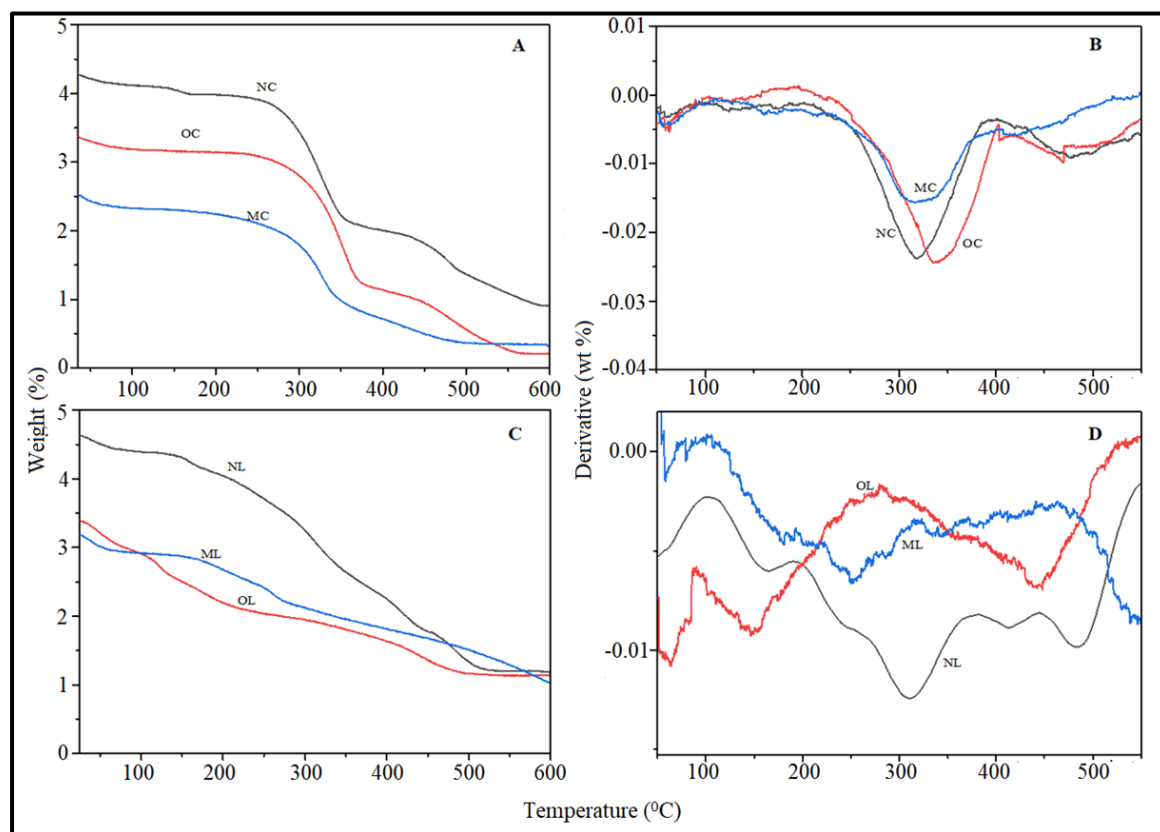 A
5
4
3
2
1
0
NC
OC
MC
100
200
300
400
500
600
B
0.01
0.00
-0.01
-0.02
-0.03
-0.04
MC
NC
OC
100
200
300
400
500
Weight (%)
Derivative (wt %)
C
5
4
3
2
1
0
NL
ML
OL
100
200
300
400
500
600
D
0.00
-0.01
OL
ML
NL
100
200
300
400
500
Temperature (⁰C)